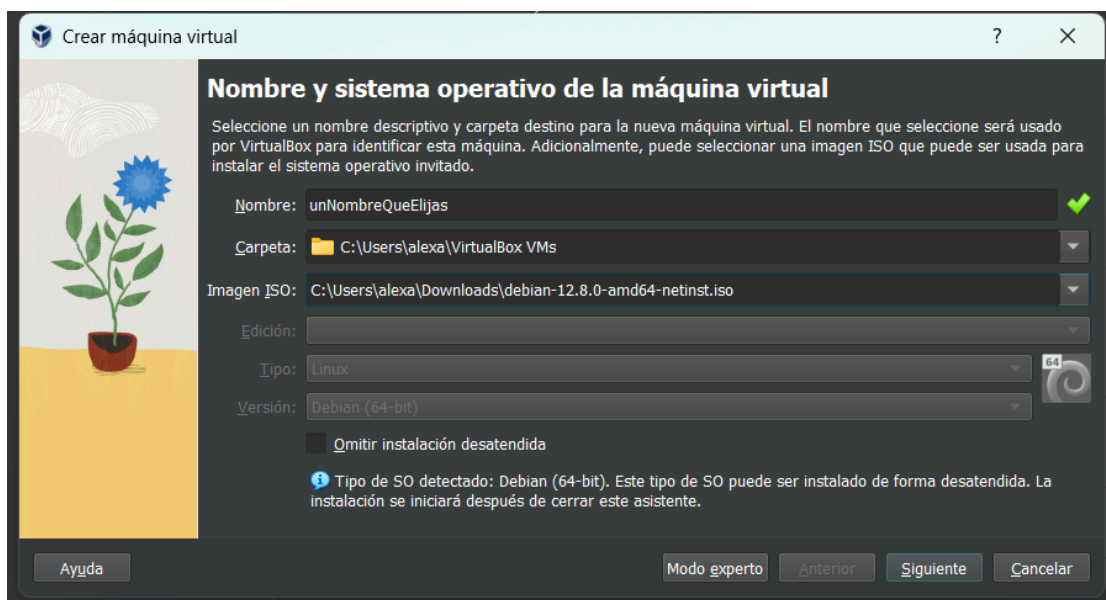 Crear máquina virtual
?
Nombre y sistema operativo de la máquina virtual
Seleccione un nombre descriptivo y carpeta destino para la nueva máquina virtual. El nombre que seleccione será usado
por VirtualBox para identificar esta máquina. Adicionalmente, puede seleccionar una imagen ISO que puede ser usada para
instalar el sistema operativo invitado.
Nombre: unNombreQueElijas
Carpeta: C:\Users\alexa\VirtualBox VMs
Imagen ISO: C:\Users\alexa\Downloads\debian-12.8.0-amd64-netinst.iso
Edición:
Tipo: Linux
64
Versión: Debian (64-bit)
Omitir instalación desatendida
Tipo de SO detectado: Debian (64-bit). Este tipo de SO puede ser instalado de forma desatendida. La
instalación se iniciará después de cerrar este asistente.
Ayuda Modo experto Anterior Siguiente Cancelar